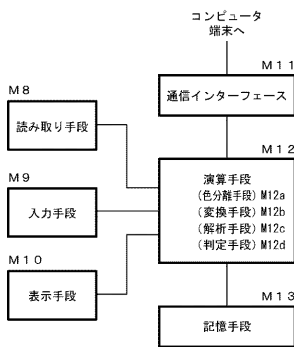 コンピュータ
端末へ
M11
通信インターフェース
M8
読み取り手段
M12
演算手段
(色分離手段) M12a
(変換手段) M12b
(解析手段) M12c
(判定手段) M12d
M9
入力手段
M10
表示手段
M13
記憶手段